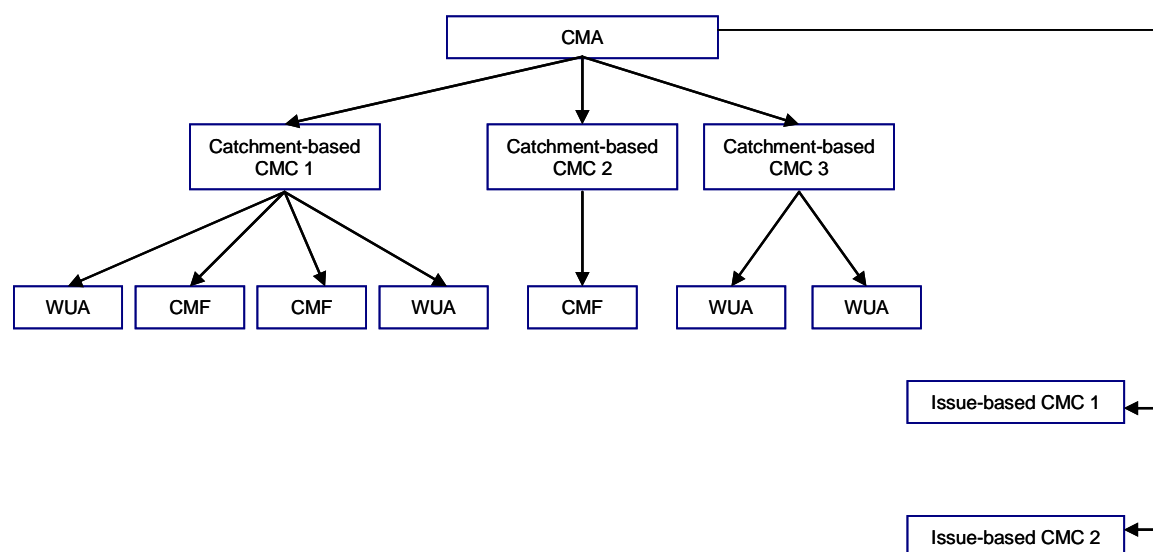 CMA
Catchment-based
CMC 1
Catchment-based
CMC 2
Catchment-based
CMC 3
WUA
CMF
CMF
WUA
CMF
WUA
WUA
Issue-based CMC 1
Issue-based CMC 2